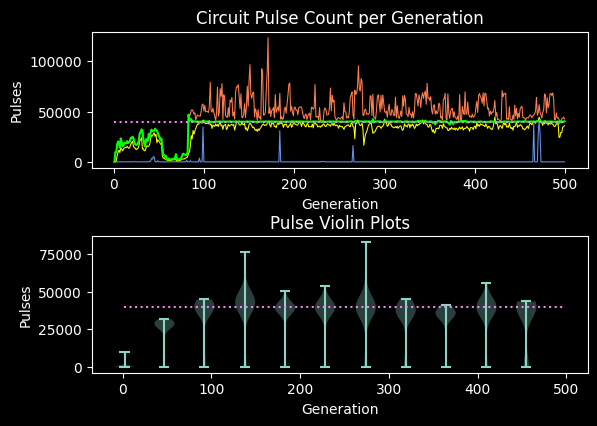 Circuit Pulse Count per Generation
Pulses
100000
50000
0
0 100 200 300 400 500
Generation
Pulse Violin Plots
Pulses
75000
50000
25000
0
0 100 200 300 400 500
Generation